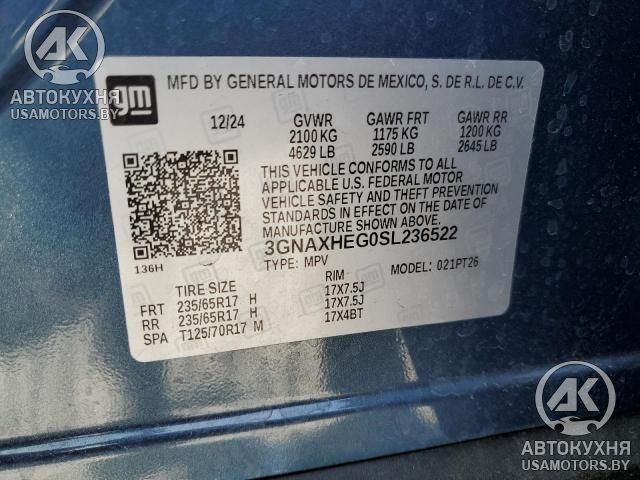 АК
АВТОКУХНЯ
USAMOTORS.BY
gm
MFD BY GENERAL MOTORS DE MEXICO, S. DE R.L. DE C.V.
12/24 GVWR GAWR FRT GAWR RR
2100 KG 1175 KG 1200 KG
4629 LB 2590 LB 2645 LB
THIS VEHICLE CONFORMS TO ALL
APPLICABLE U.S. FEDERAL MOTOR
VEHICLE SAFETY AND THEFT PREVENTION
STANDARDS IN EFFECT ON THE DATE OF
MANUFACTURE SHOWN ABOVE.
3GNAXHEG0SL236522
136H
TYPE: MPV MODEL: 021PT26
TIRE SIZE RIM
FRT 235/65R17 H 17X7.5J
RR 235/65R17 H 17X7.5J
SPA T125/70R17 M 17X4BT
АК
АВТОКУХНЯ
USAMOTORS.BY